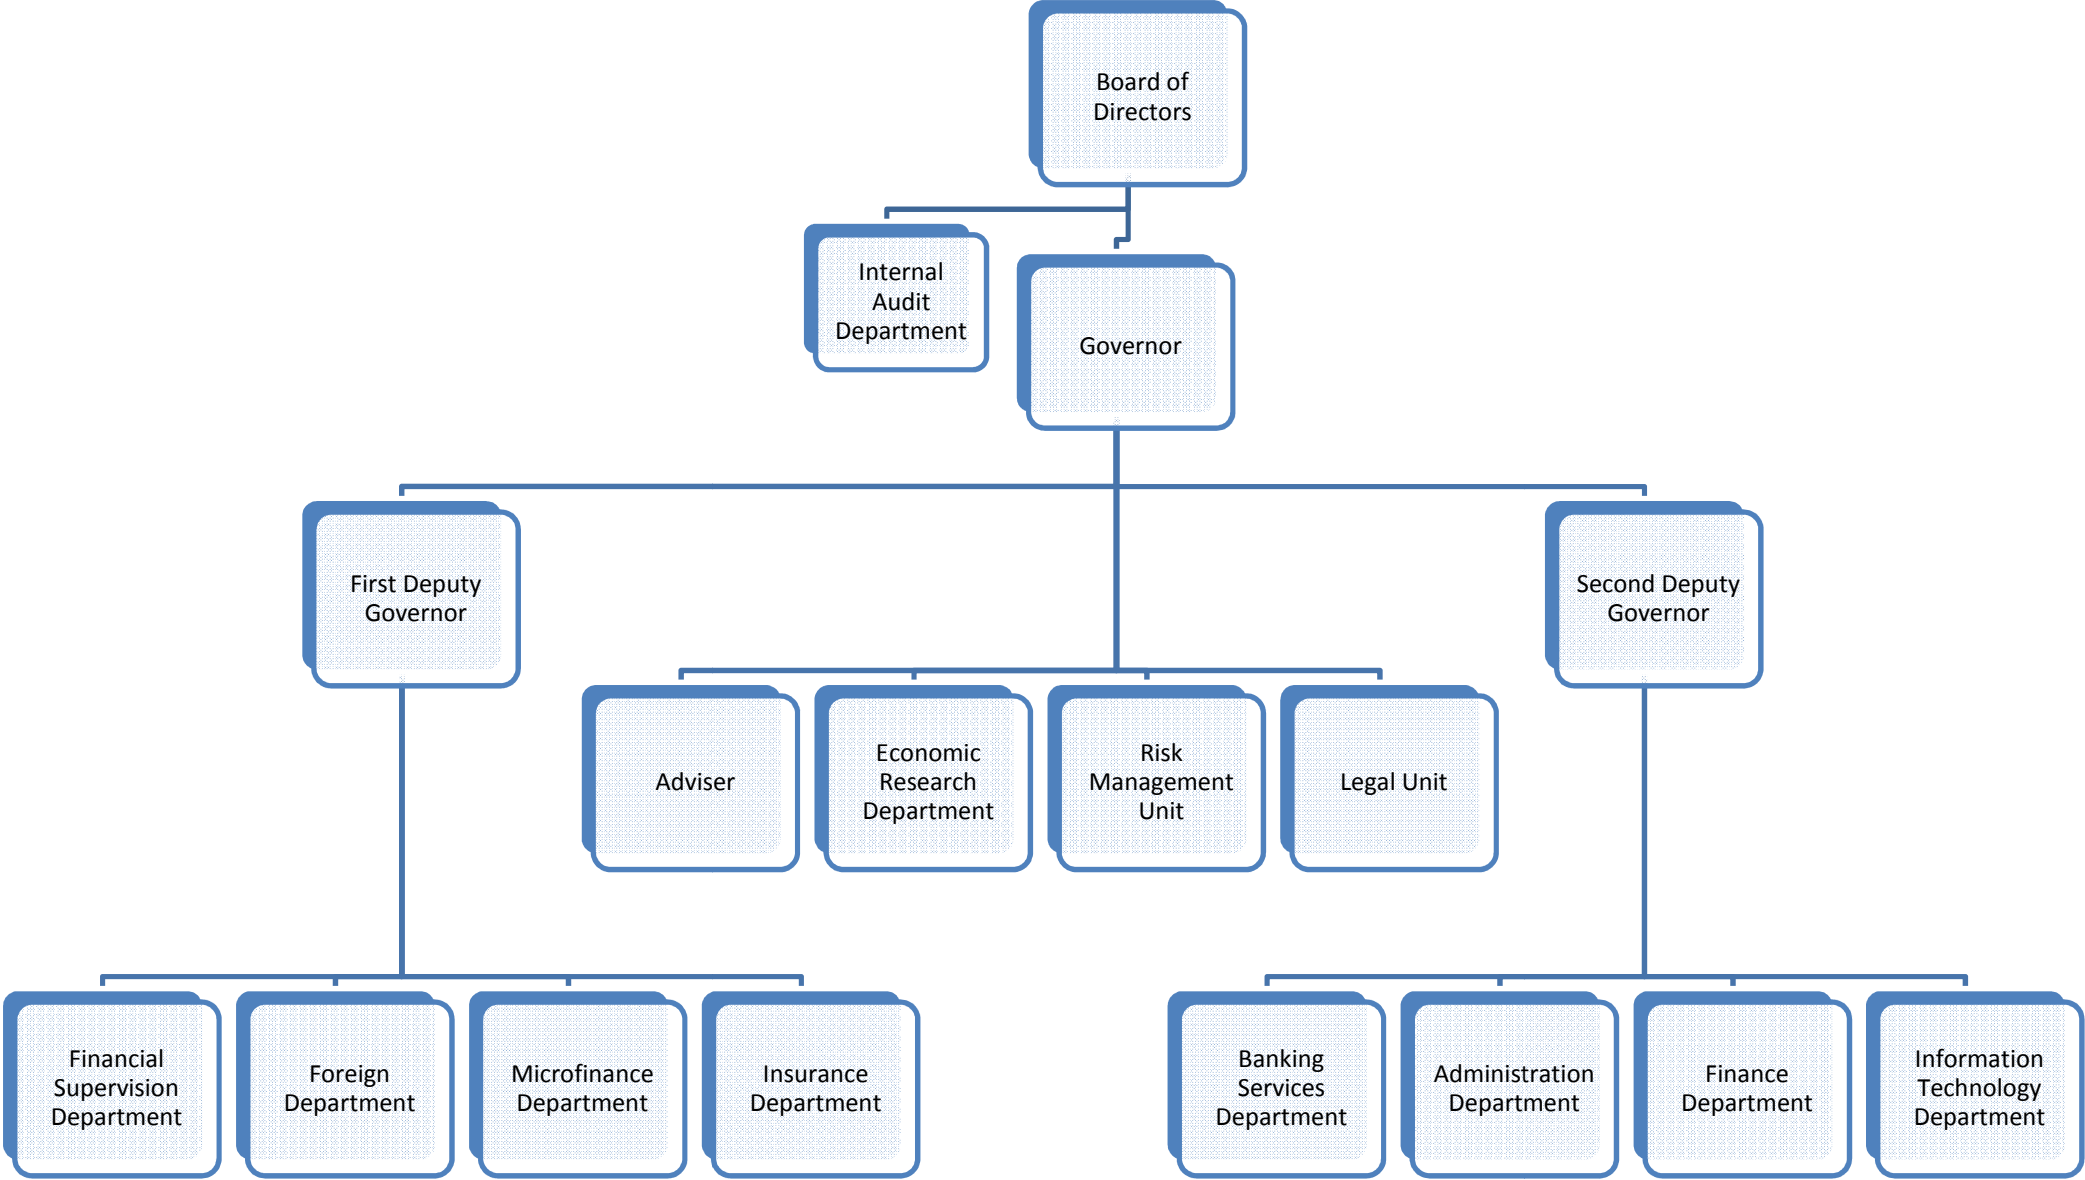 Board of
Directors
Internal
Audit
Department
Governor
First Deputy
Governor
Second Deputy
Governor
Adviser
Economic
Research
Department
Risk
Management
Unit
Legal Unit
Financial
Supervision
Department
Foreign
Department
Microfinance
Department
Insurance
Department
Banking
Services
Department
Administration
Department
Finance
Department
Information
Technology
Department